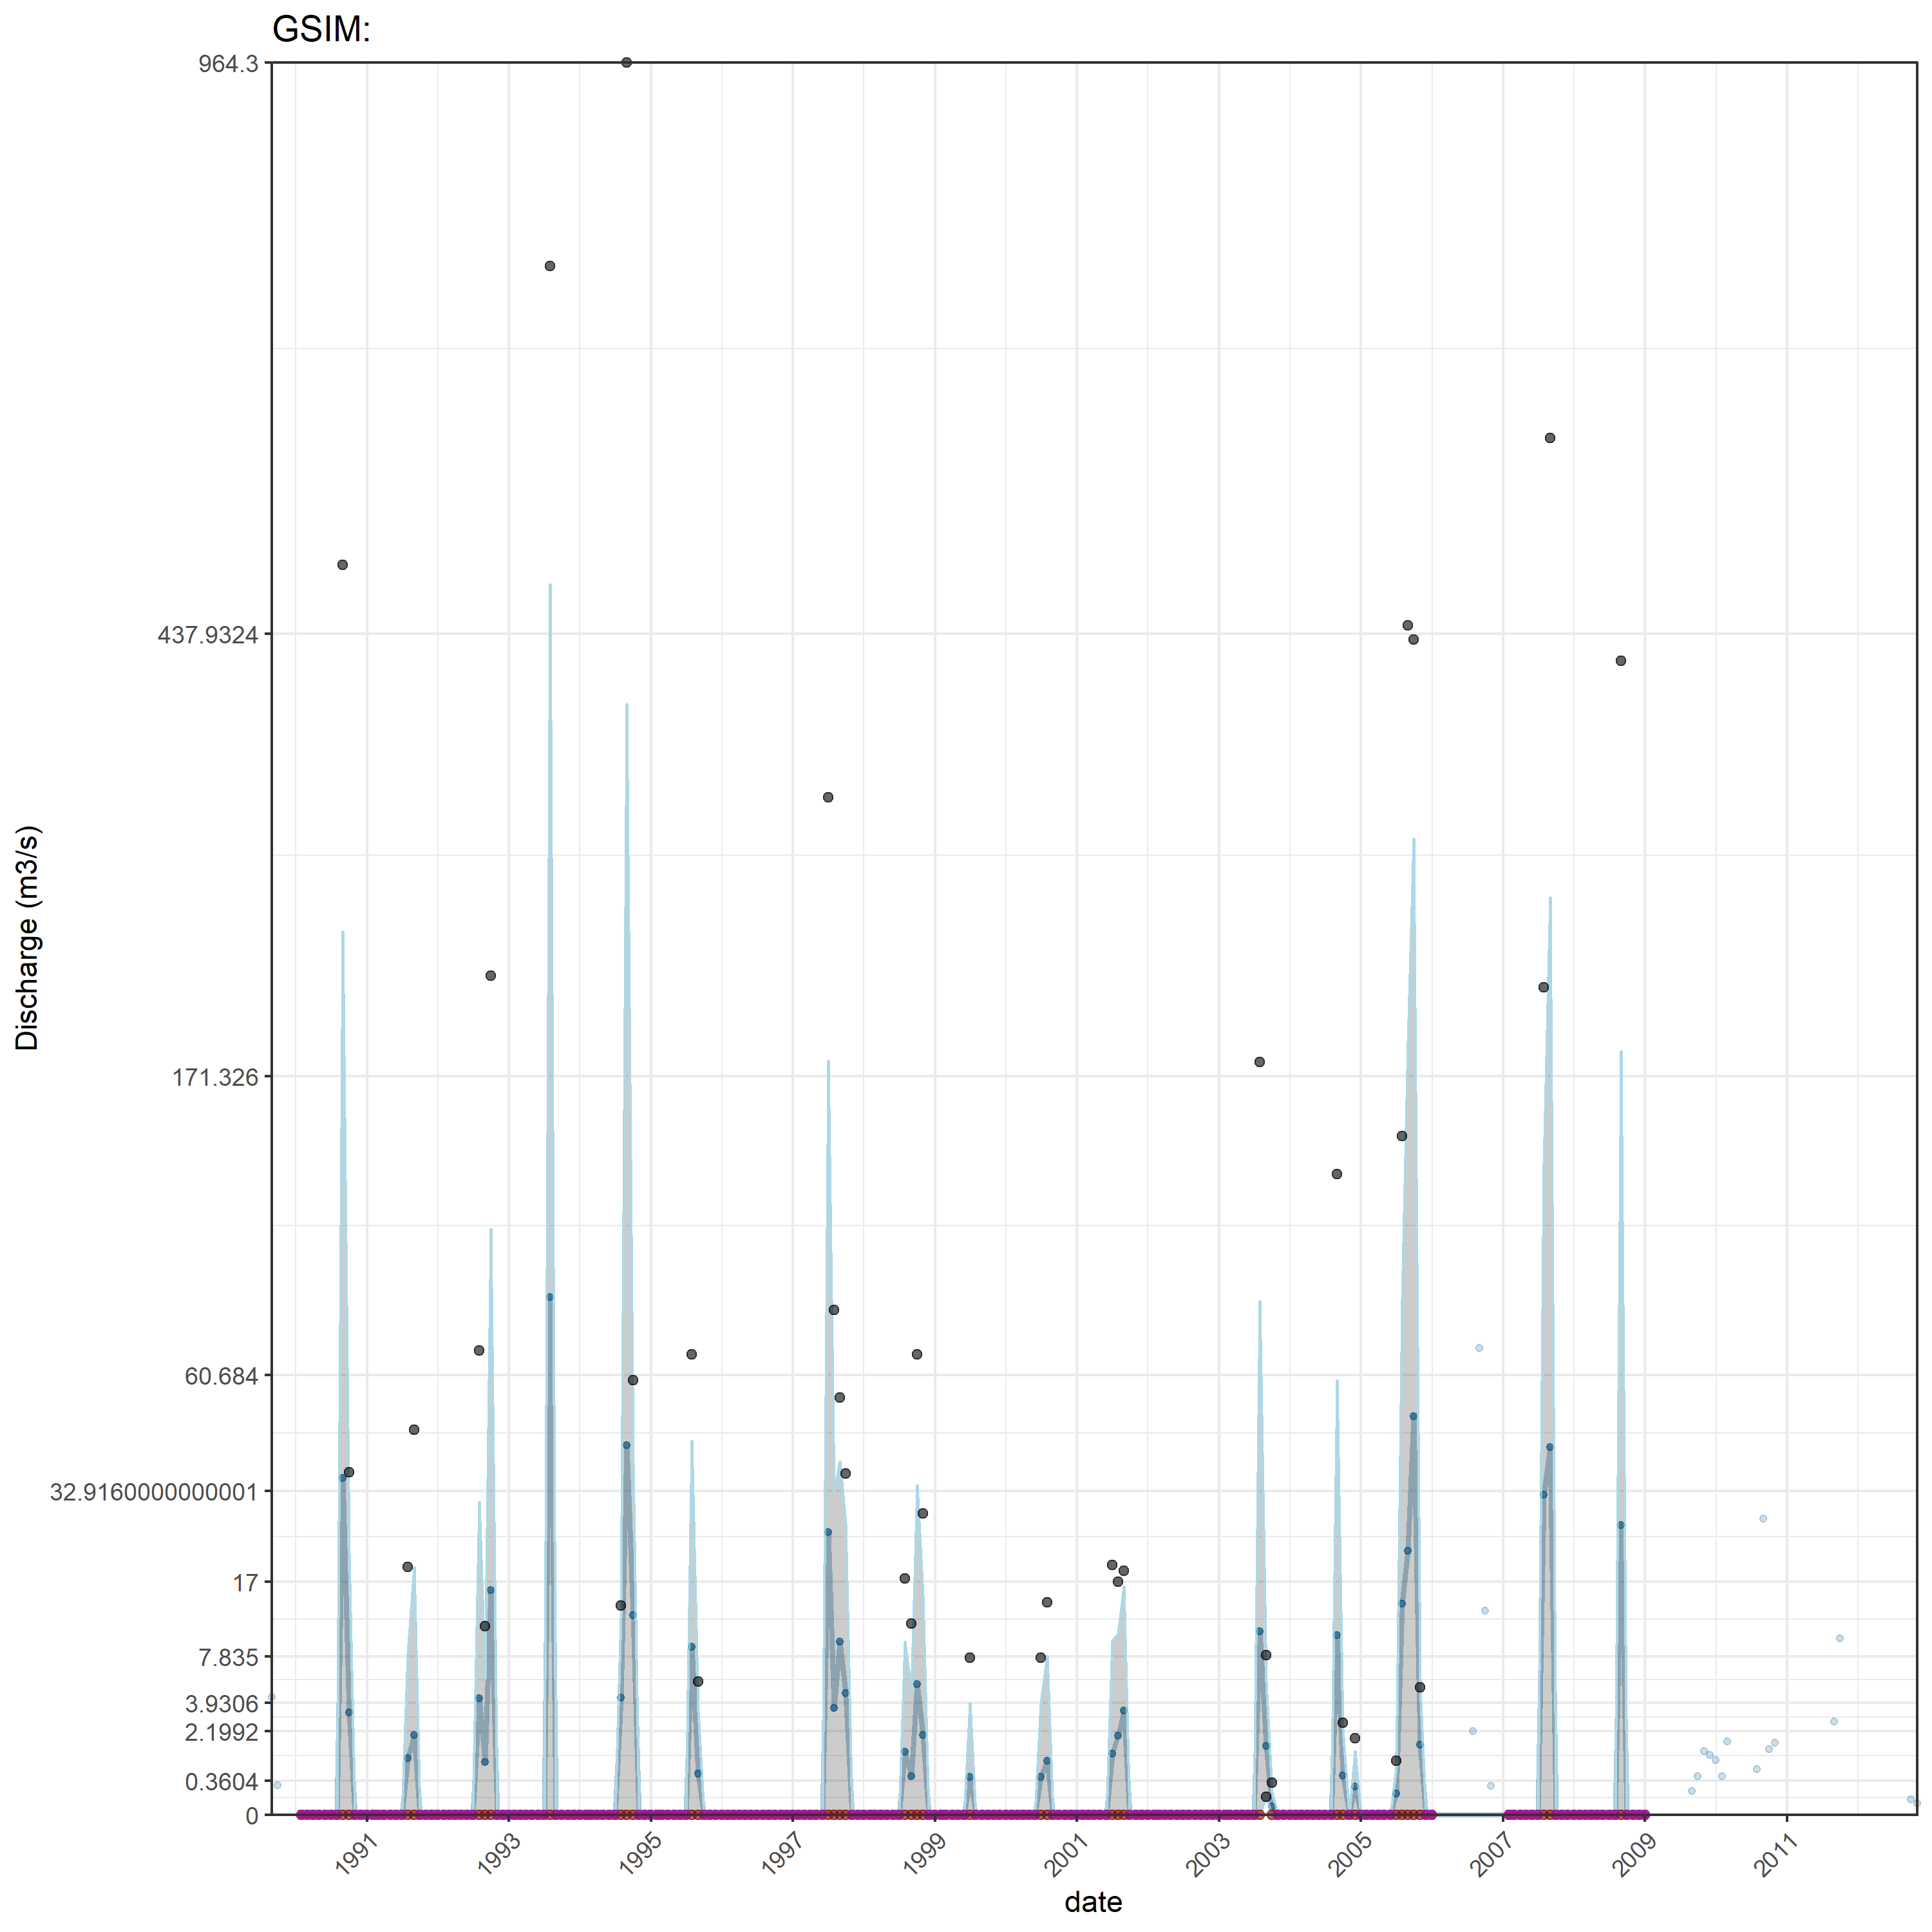 GSIM:
964.3
437.9324
171.326
60.684
32.9160000000001
17
7.835
3.9306
2.1992
0.3604
0
Discharge (m3/s)
1991 1993 1995 1997 1999 2001 2003 2005 2007 2009 2011
date